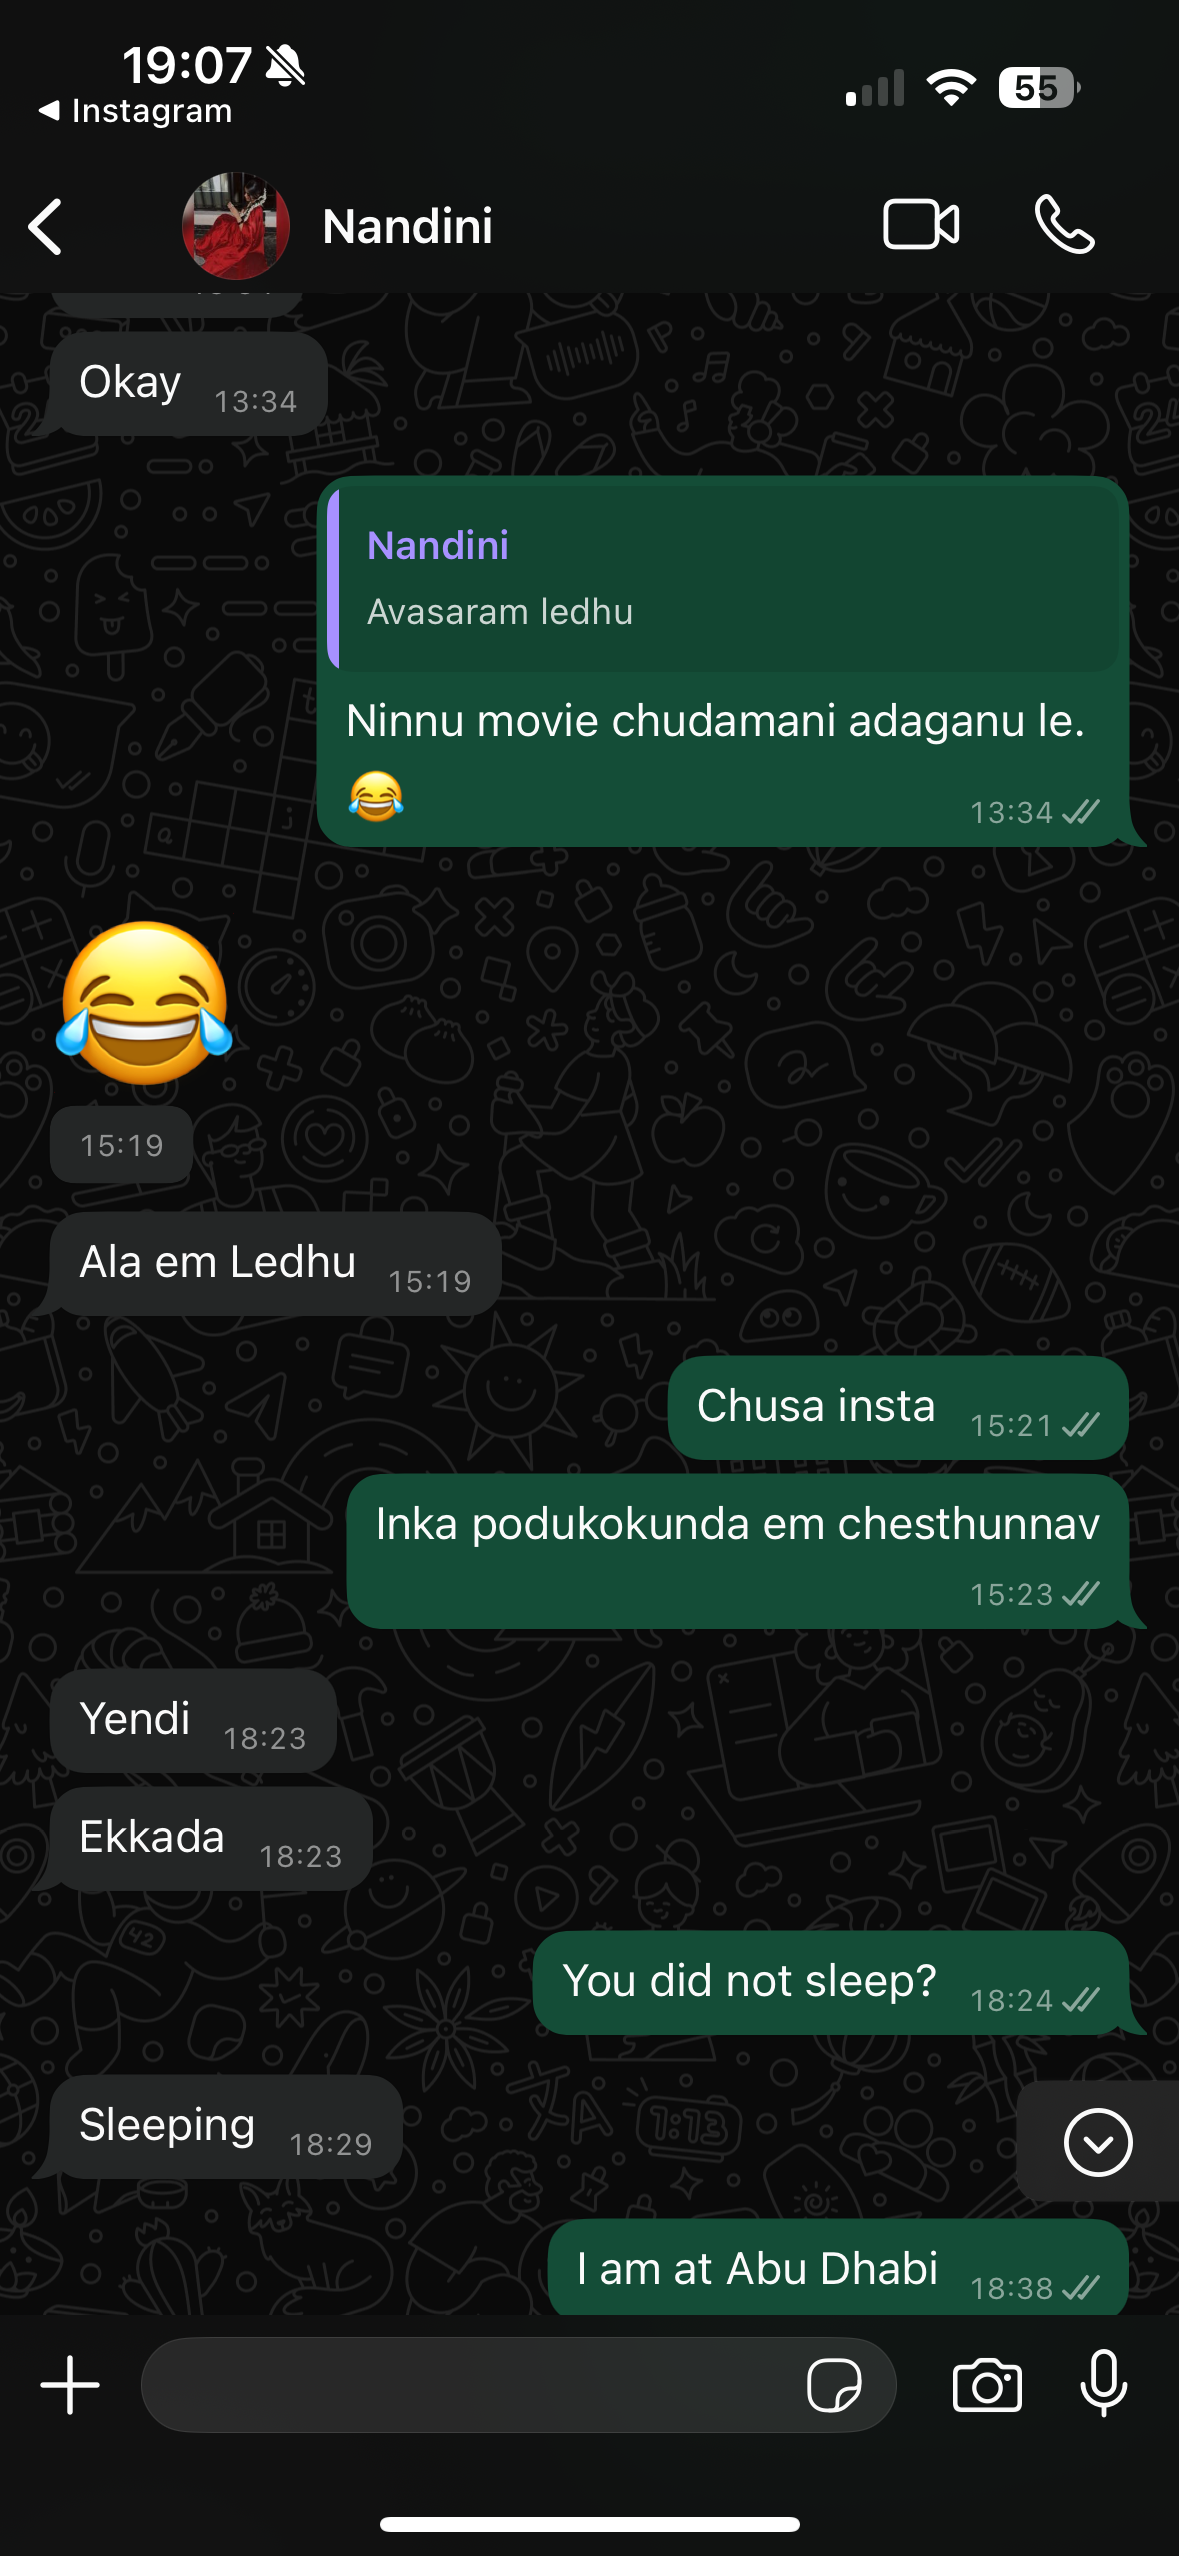 19:07
Instagram
55
Nandini
Okay 13:34
Nandini
Avasaram ledhu
Ninnu movie chudamani adaganu le.
😂 13:34
😂
15:19
Ala em Ledhu 15:19
Chusa insta 15:21
Inka podukokunda em chesthunnav
15:23
Yendi 18:23
Ekkada 18:23
You did not sleep? 18:24
Sleeping 18:29
I am at Abu Dhabi 18:38